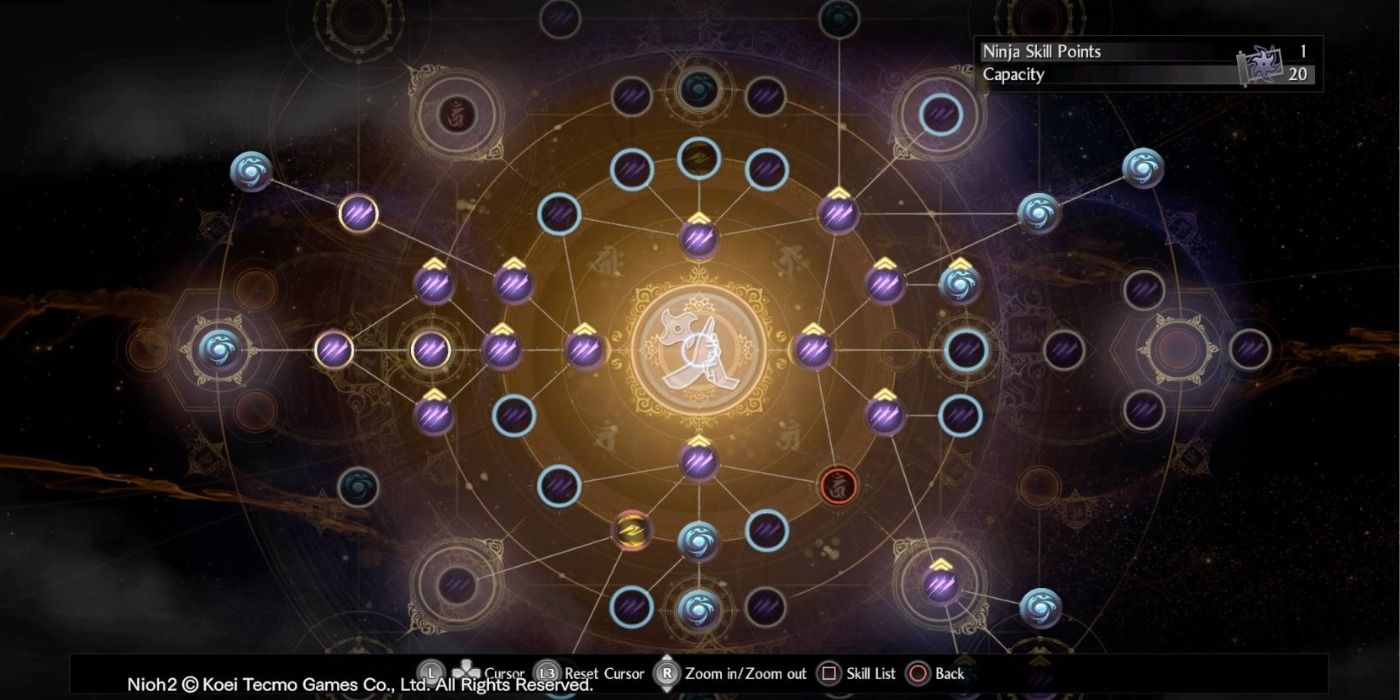 Ninja Skill Points 1
Capacity 20
L Cursor L3 Reset Cursor R Zoom in/Zoom out Skill List Back
Nioh2 © Koei Tecmo Games Co., Ltd. All Rights Reserved.